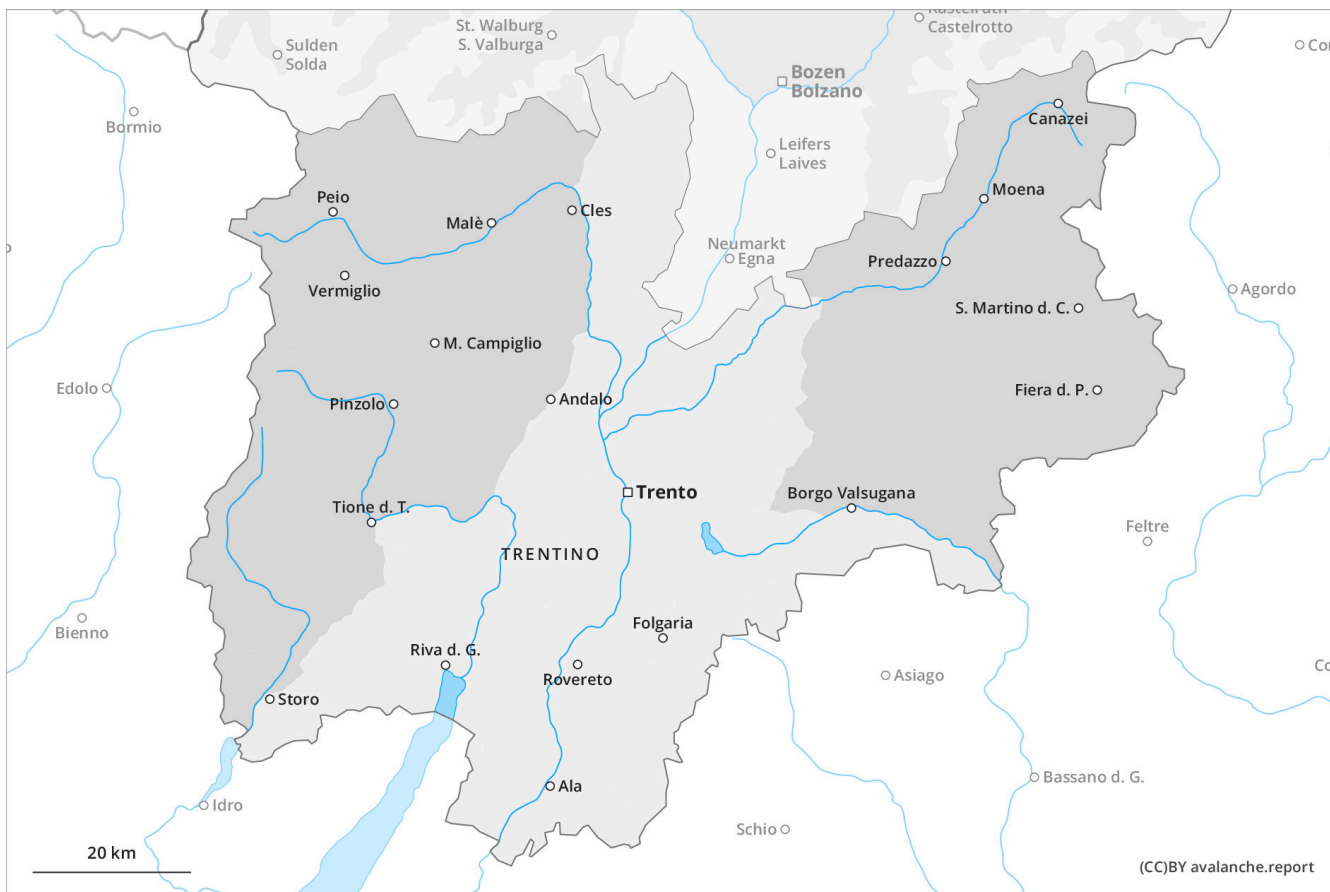 Kastelruth
Castelrotto
St. Walburg
S. Valburga
Sulden
Solda
Bozen
Bolzano
Bormio
Canazei
Leifers
Laives
Moena
Peio
Malè
Cles
Neumarkt
Egna
Predazzo
Vermiglio
Agordo
S. Martino d. C.
M. Campiglio
Edolo
Fiera d. P.
Pinzolo
Andalo
Trento
Borgo Valsugana
Tione d. T.
Feltre
TRENTINO
Bienno
Folgaria
Riva d. G.
Rovereto
Asiago
Storo
Bassano d. G.
Ala
Idro
Schio
20 km
(CC)BY avalanche.report